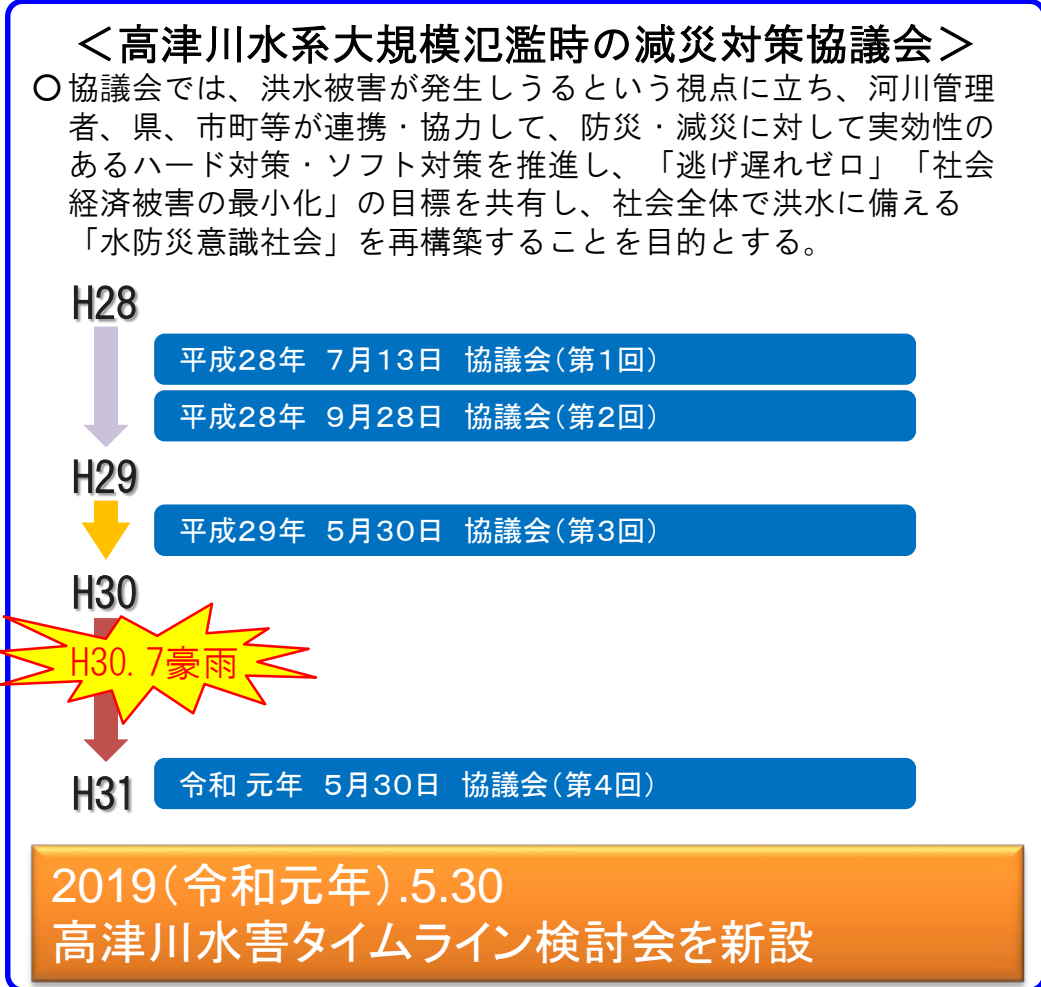 ＜高津川水系大規模氾濫時の減災対策協議会＞
〇協議会では、洪水被害が発生しうるという視点に立ち、河川管理
者、県、市町等が連携・協力して、防災・減災に対して実効性の
あるハード対策・ソフト対策を推進し、「逃げ遅れゼロ」「社会
経済被害の最小化」の目標を共有し、社会全体で洪水に備える
「水防災意識社会」を再構築することを目的とする。
H28
平成28年 7月13日 協議会（第1回）
平成28年 9月28日 協議会（第2回）
H29
平成29年 5月30日 協議会（第3回）
H30
H30.7豪雨
H31
令和 元年 5月30日 協議会（第4回）
2019（令和元年）.5.30
高津川水害タイムライン検討会を新設